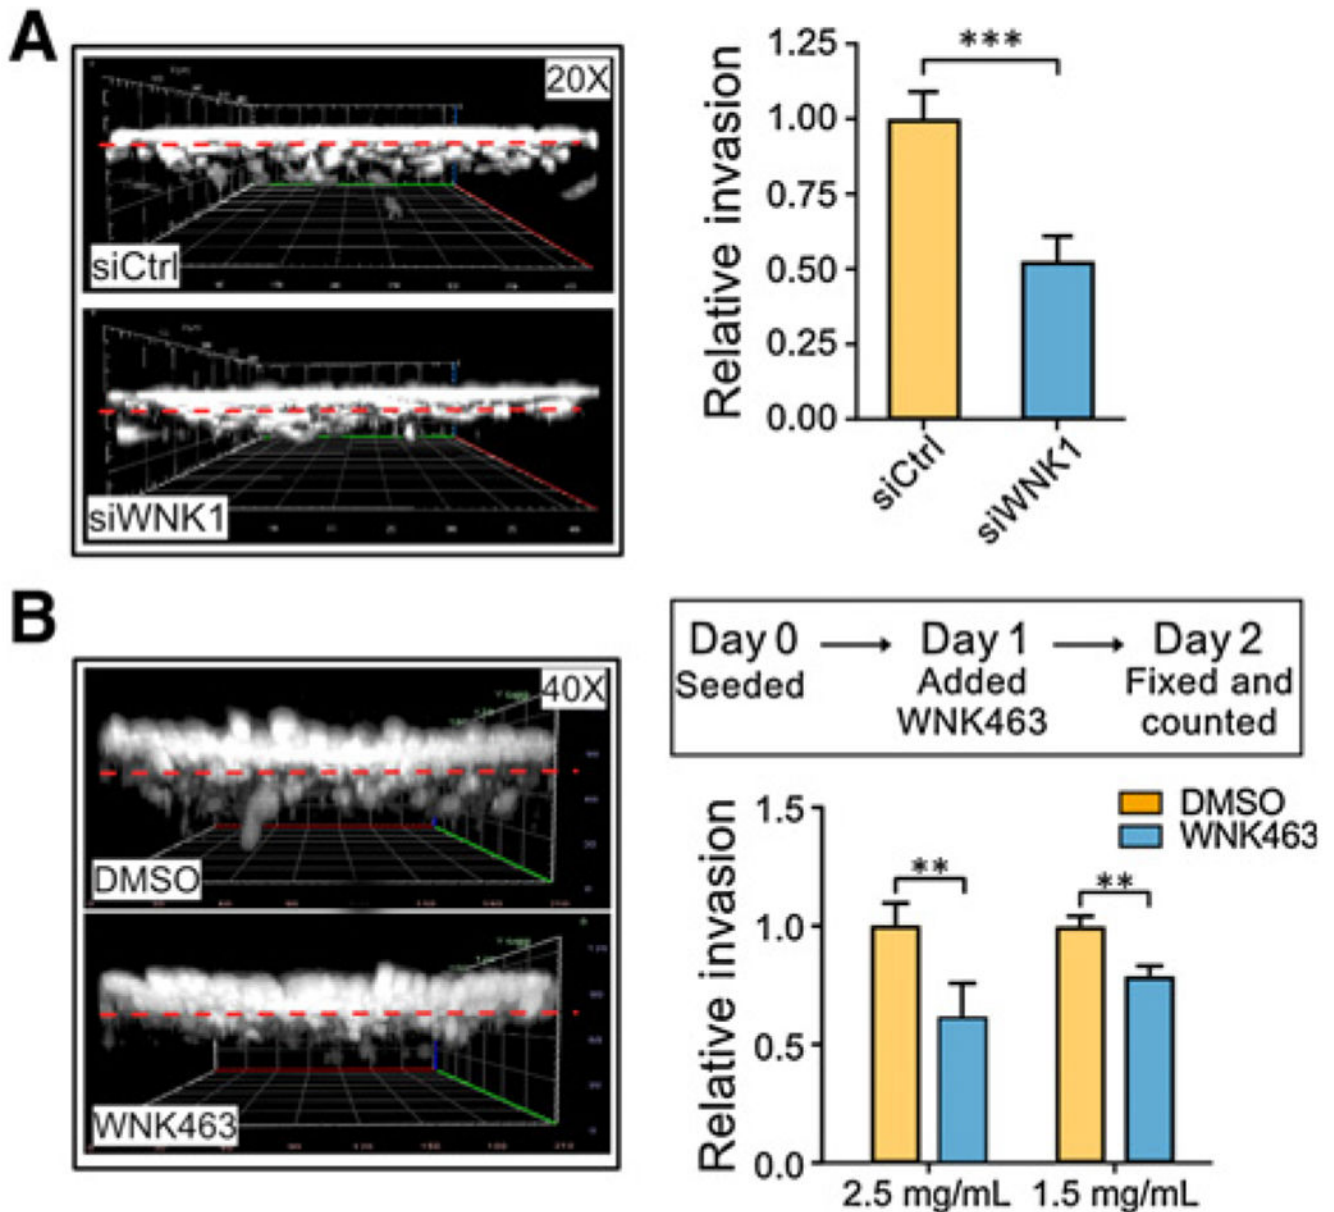 A
20X
siCtrl
siWNK1
***
Relative invasion
1.25
1.00
0.75
0.50
0.25
0.00
siCtrl
siWNK1
B
40X
DMSO
WNK463
Day 0 Day 1 Day 2
Seeded Added Fixed and
WNK463 counted
DMSO
WNK463
** **
Relative invasion
1.5
1.0
0.5
0.0
2.5 mg/mL 1.5 mg/mL